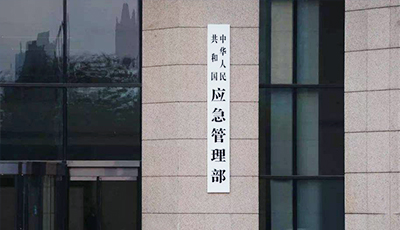 中华人民
共和国
应急管理部